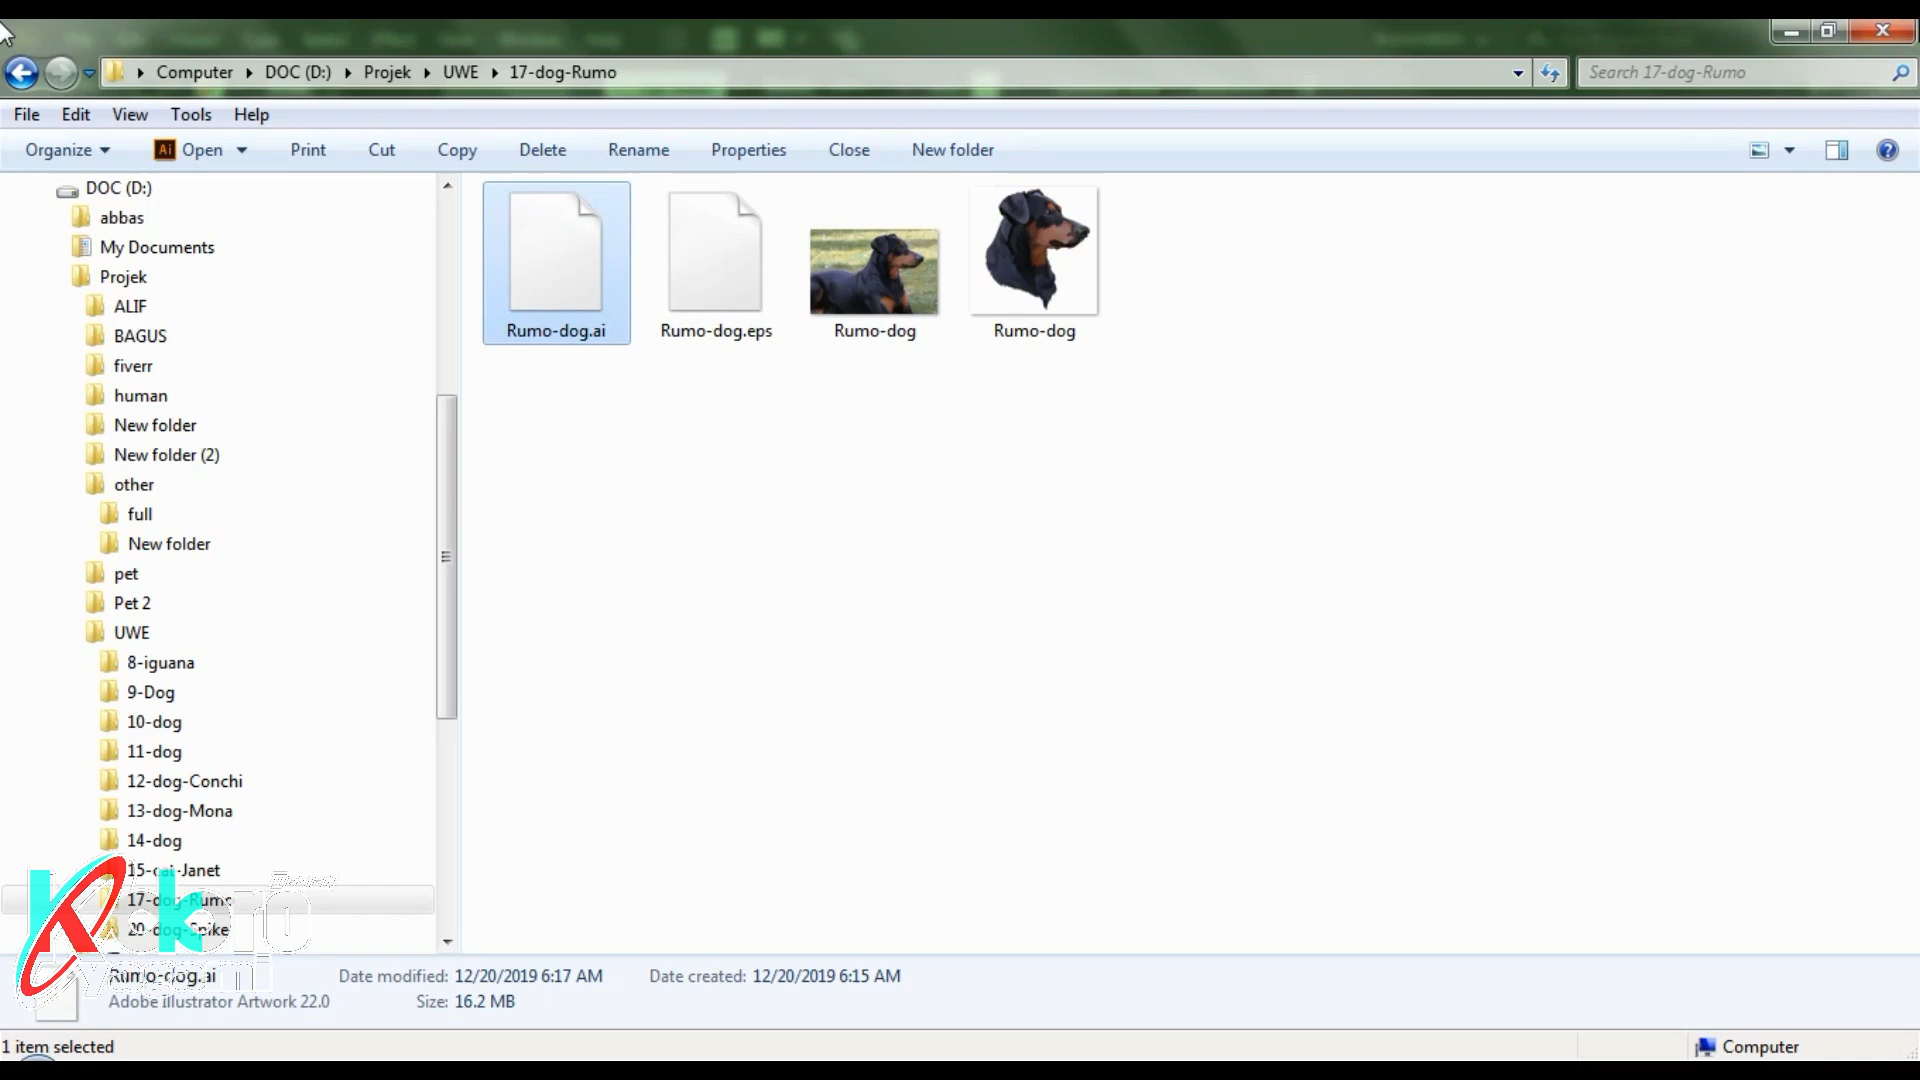 Computer DOC (D:) Projek UWE 17-dog-Rumo
Search 17-dog-Rumo
File Edit View Tools Help
Organize Ai Open Print Cut Copy Delete Rename Properties Close New folder
DOC (D:)
abbas
My Documents
Projek
ALIF
BAGUS
fiverr
human
New folder
New folder (2)
other
full
New folder
pet
Pet 2
UWE
8-iguana
9-Dog
10-dog
11-dog
12-dog-Conchi
13-dog-Mona
14-dog
15-cat-Janet
17-dog-Rumo
20-dog-Spike
Rumo-dog.ai
Rumo-dog.eps
Rumo-dog
Rumo-dog
Rumo-dog.ai Date modified: 12/20/2019 6:17 AM Date created: 12/20/2019 6:15 AM
Adobe Illustrator Artwork 22.0 Size: 16.2 MB
1 item selected
Computer